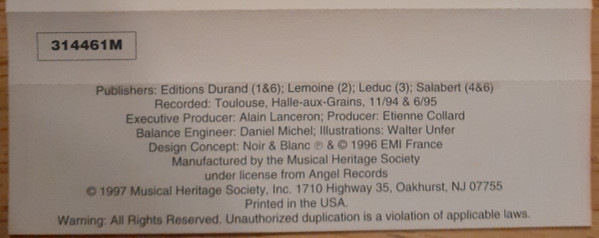 314461M
Publishers: Editions Durand (1&6); Lemoine (2); Leduc (3); Salabert (4&6)
Recorded: Toulouse, Halle-aux-Grains, 11/94 & 6/95
Executive Producer: Alain Lanceron; Producer: Etienne Collard
Balance Engineer: Daniel Michel; Illustrations: Walter Unfer
Design Concept: Noir & Blanc ℗ & © 1996 EMI France
Manufactured by the Musical Heritage Society
under license from Angel Records
© 1997 Musical Heritage Society, Inc. 1710 Highway 35, Oakhurst, NJ 07755
Printed in the USA.
Warning: All Rights Reserved. Unauthorized duplication is a violation of applicable laws.